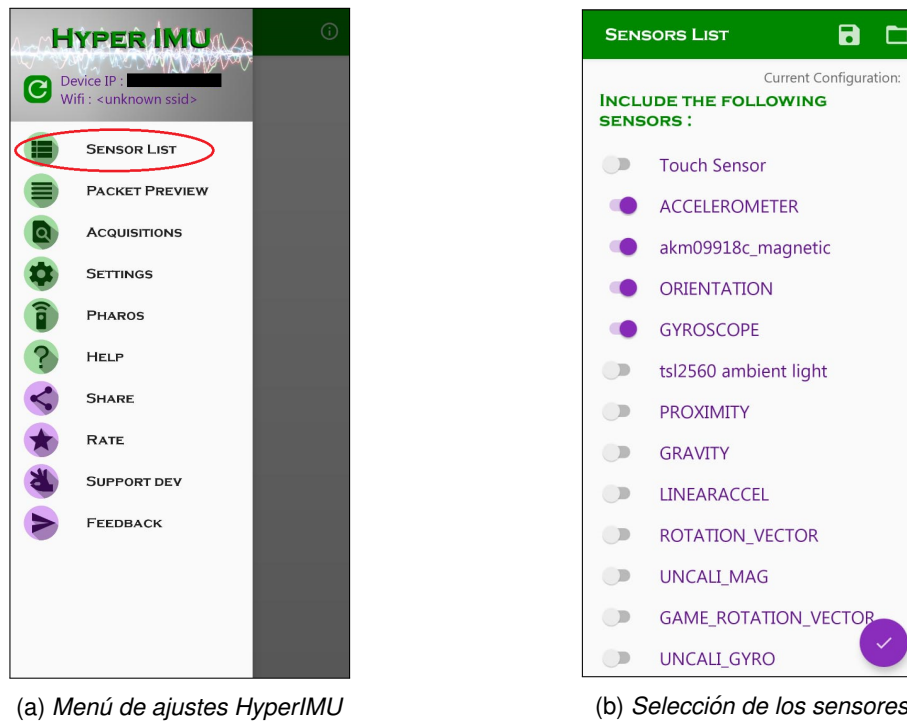 HYPER IMU
Device IP :
Wifi : <unknown ssid>
SENSOR LIST
PACKET PREVIEW
ACQUISITIONS
SETTINGS
PHAROS
HELP
SHARE
RATE
SUPPORT DEV
FEEDBACK
(a) Menú de ajustes HyperIMU
SENSORS LIST
Current Configuration:
INCLUDE THE FOLLOWING
SENSORS :
Touch Sensor
ACCELEROMETER
akm09918c_magnetic
ORIENTATION
GYROSCOPE
tsl2560 ambient light
PROXIMITY
GRAVITY
LINEARACCEL
ROTATION_VECTOR
UNCALI_MAG
GAME_ROTATION_VECTOR
UNCALI_GYRO
(b) Selección de los sensores